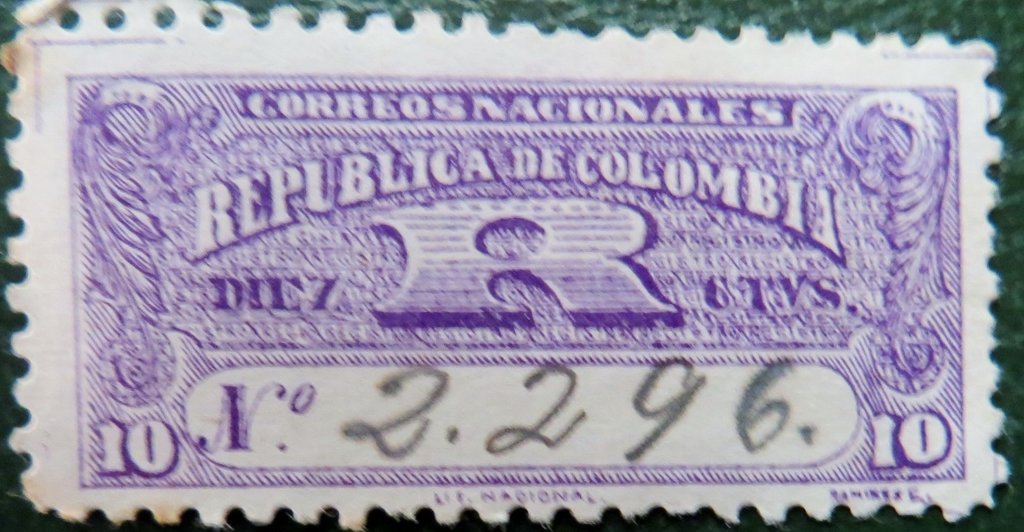 CORREOS NACIONALES
REPUBLICA DE COLOMBIA
R
DIEZ CTVS.
10 No. 2.296. 10
LIT. NACIONAL.